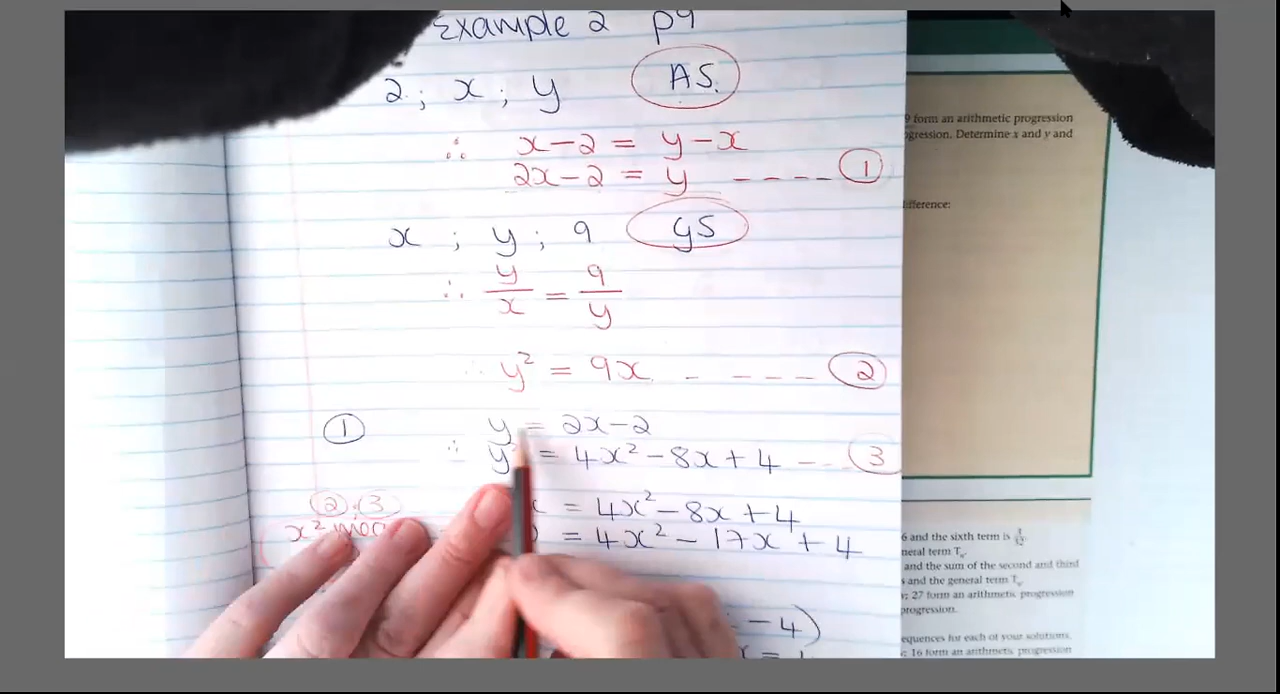 Example 2 p9
2 ; x ; y AS.
∴ x-2 = y-x
2x-2 = y ---- 1
x ; y ; 9 GS
∴ y/x = 9/y
∴ y² = 9x. - --- 2
1 y = 2x-2
∴ y² = 4x² - 8x + 4 -- 3
2 ; 3 x = 4x² - 8x + 4
x² = 4x² - 17x + 4
- 4)
9 form an arithmetic progression
gression. Determine x and y and
ifference:
6 and the sixth term is
neral term Tₙ
and the sum of the second and third
s and the general term Tₙ
; 27 form an arithmetic progression
progression.
equences for each of your solutions.
; 16 form an arithmetic progression